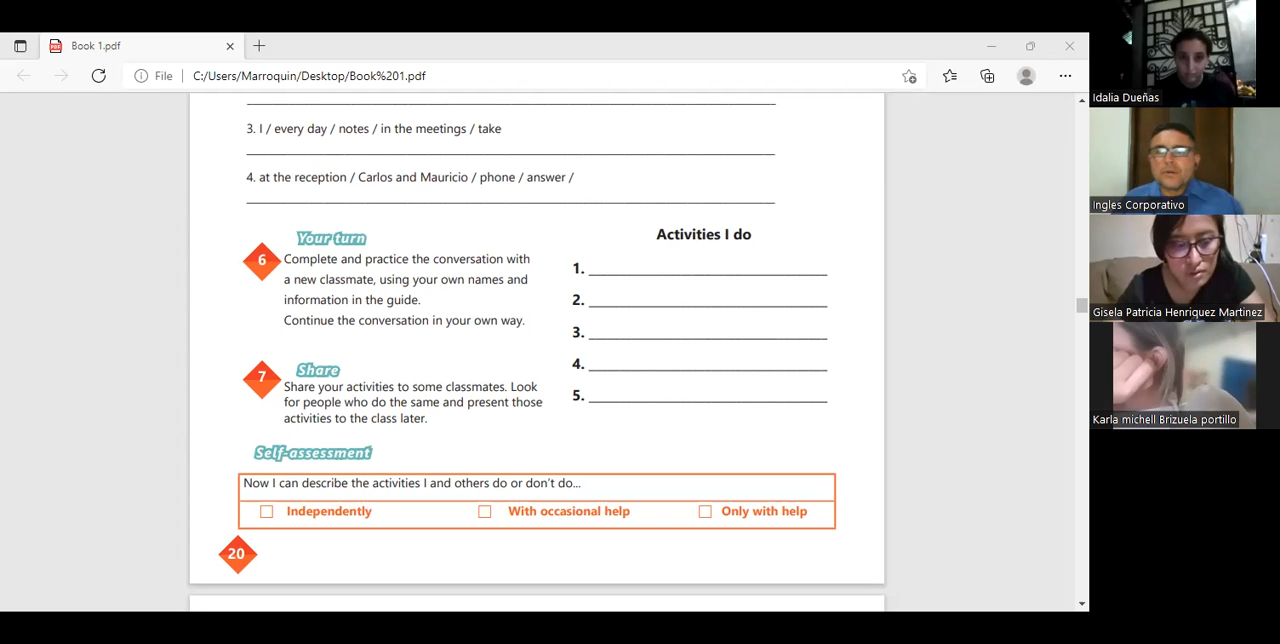 Book 1.pdf
File
C:/Users/Marroquin/Desktop/Book%201.pdf
3. I / every day / notes / in the meetings / take
4. at the reception / Carlos and Mauricio / phone / answer /
6
Your turn
Complete and practice the conversation with
a new classmate, using your own names and
information in the guide.
Continue the conversation in your own way.
7
Share
Share your activities to some classmates. Look
for people who do the same and present those
activities to the class later.
Activities I do
1.
2.
3.
4.
5.
Self-assessment
Now I can describe the activities I and others do or don't do...
Independently
With occasional help
Only with help
20
Idalia Dueñas
Ingles Corporativo
Gisela Patricia Henriquez Martinez
Karla michell Brizuela portillo